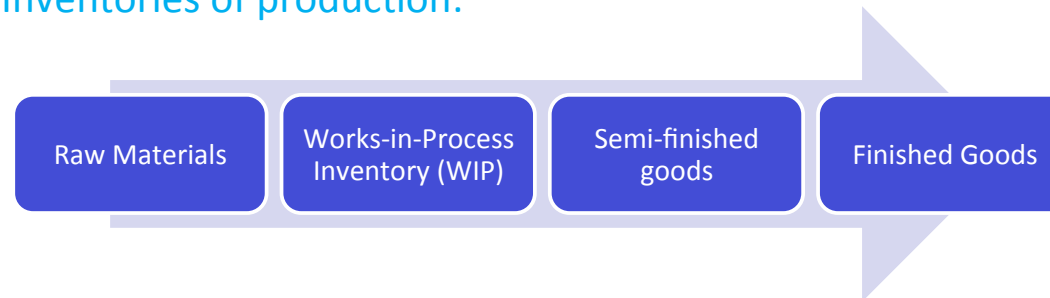 Inventories of production:
Raw Materials
Works-in-Process
Inventory (WIP)
Semi-finished
goods
Finished Goods